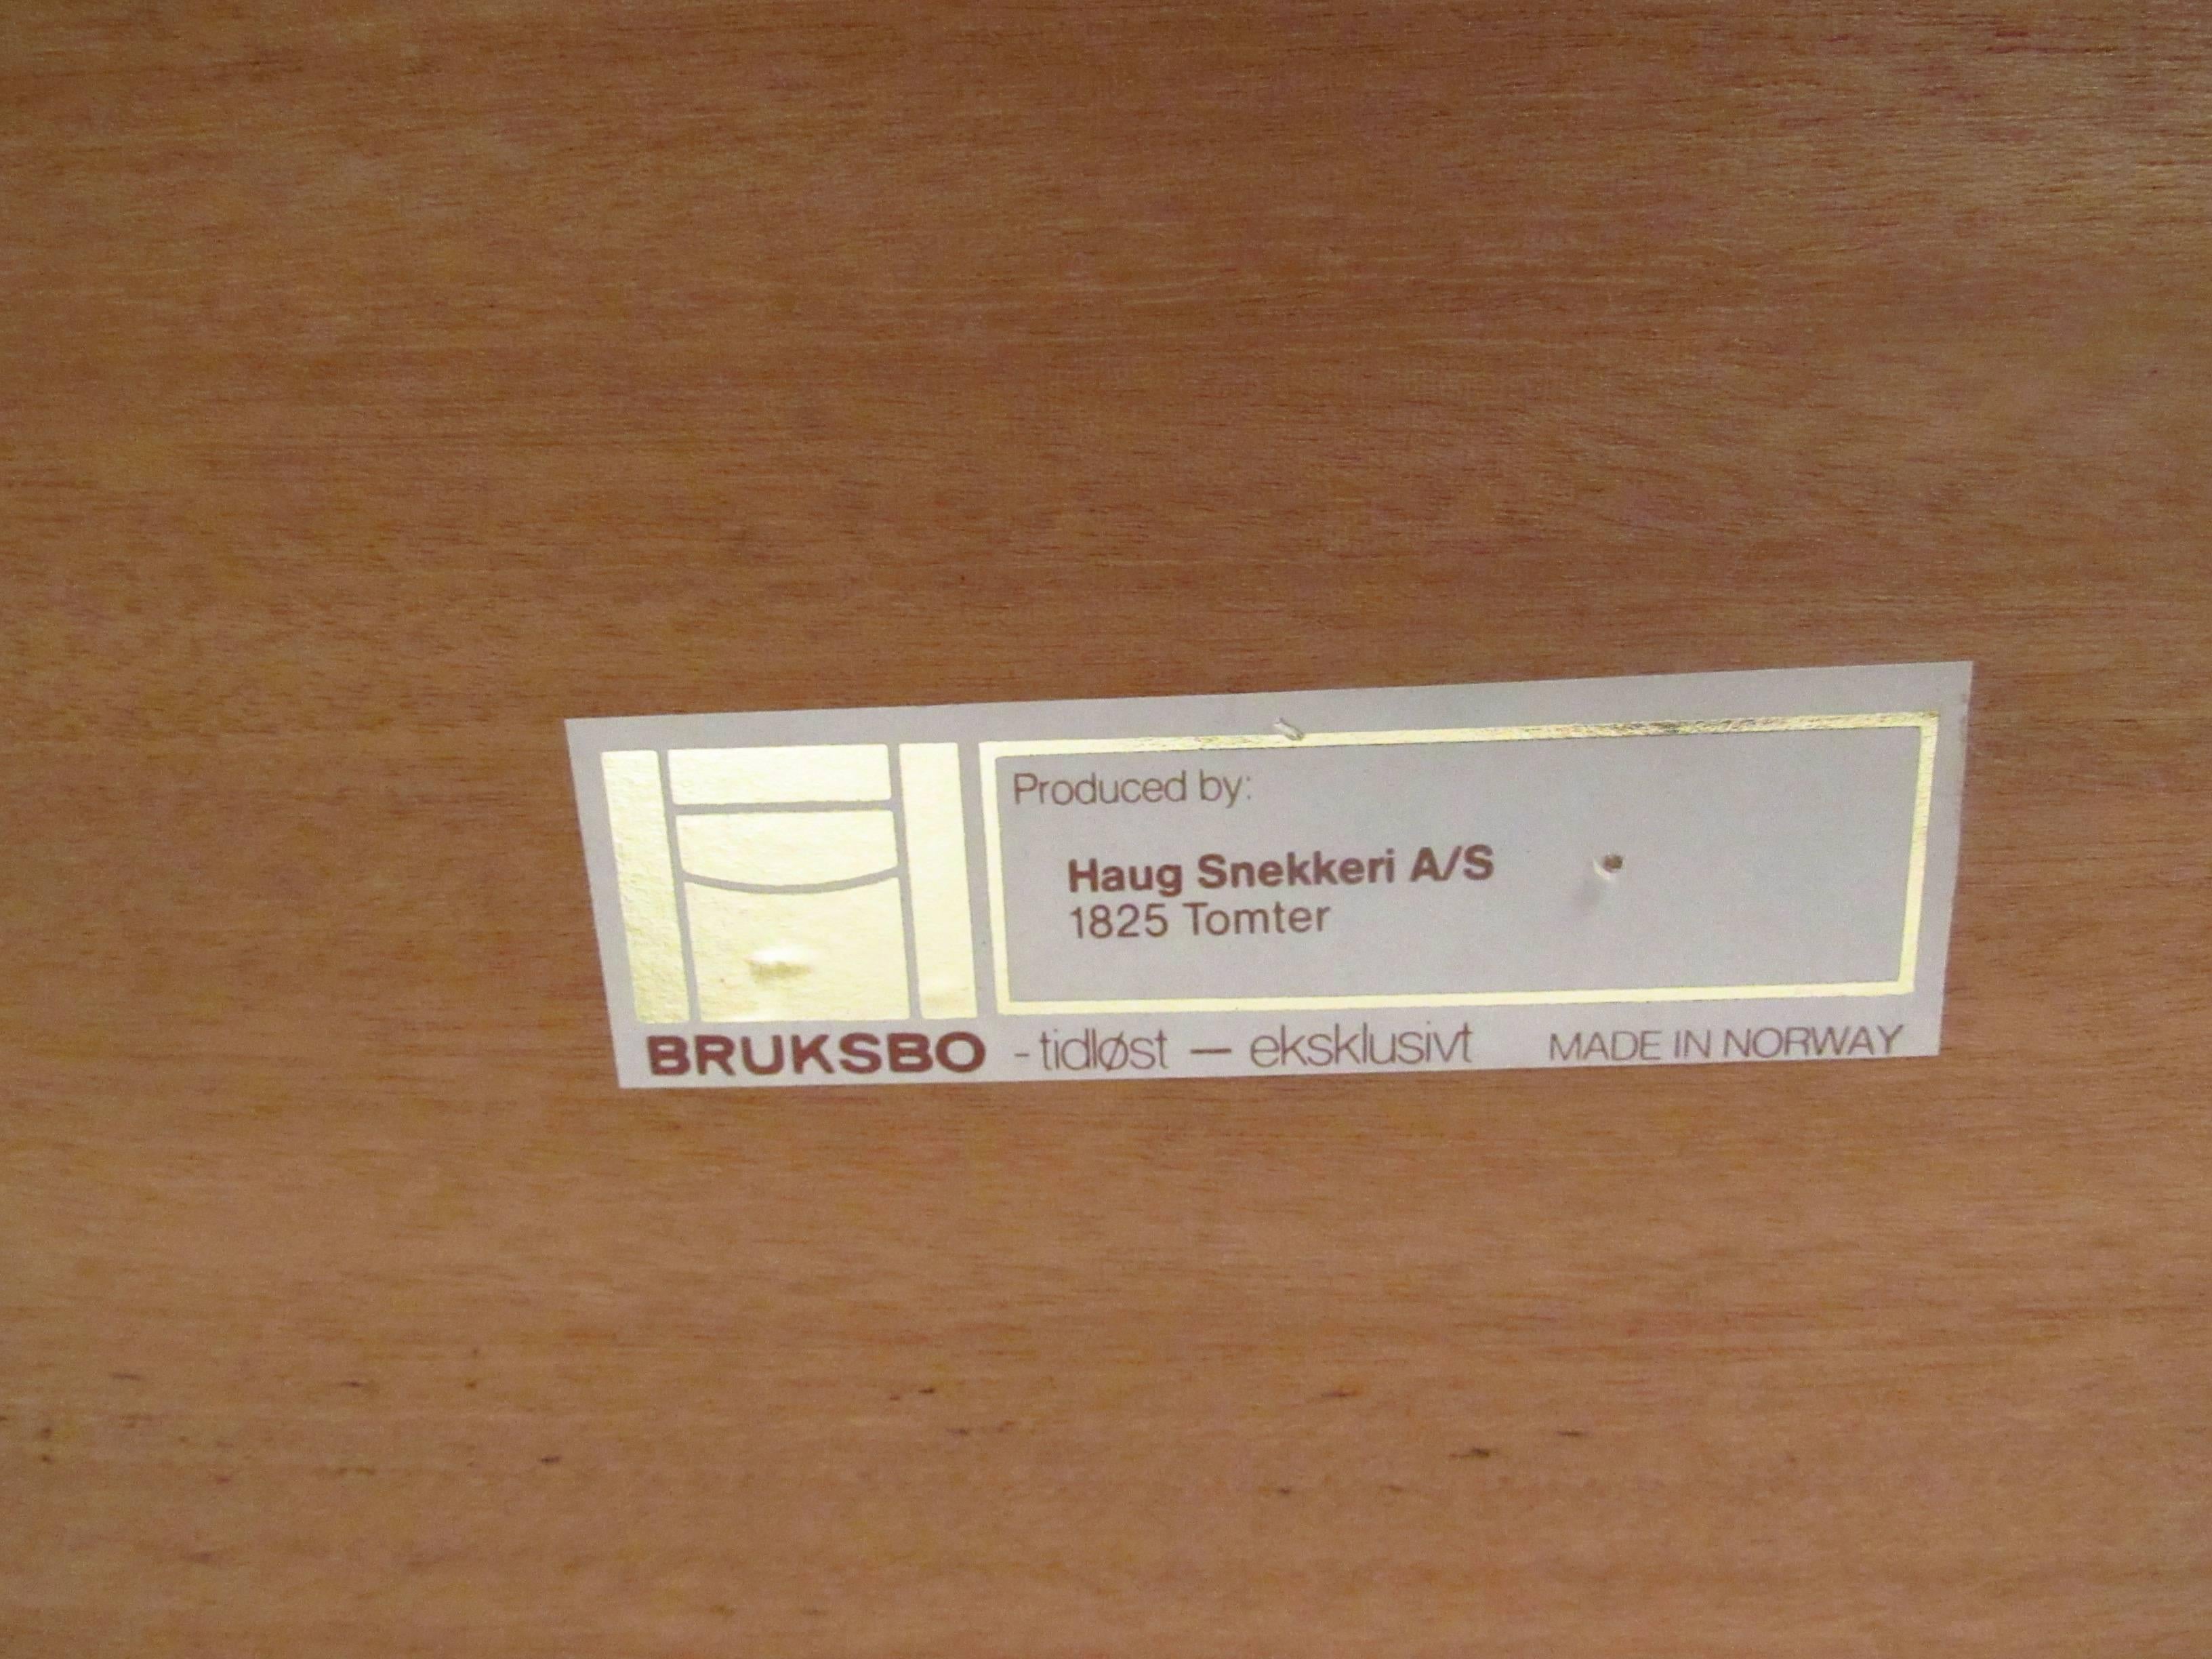 Produced by:
Haug Snekkeri A/S
1825 Tomter
BRUKSBO - tidløst — eksklusivt MADE IN NORWAY